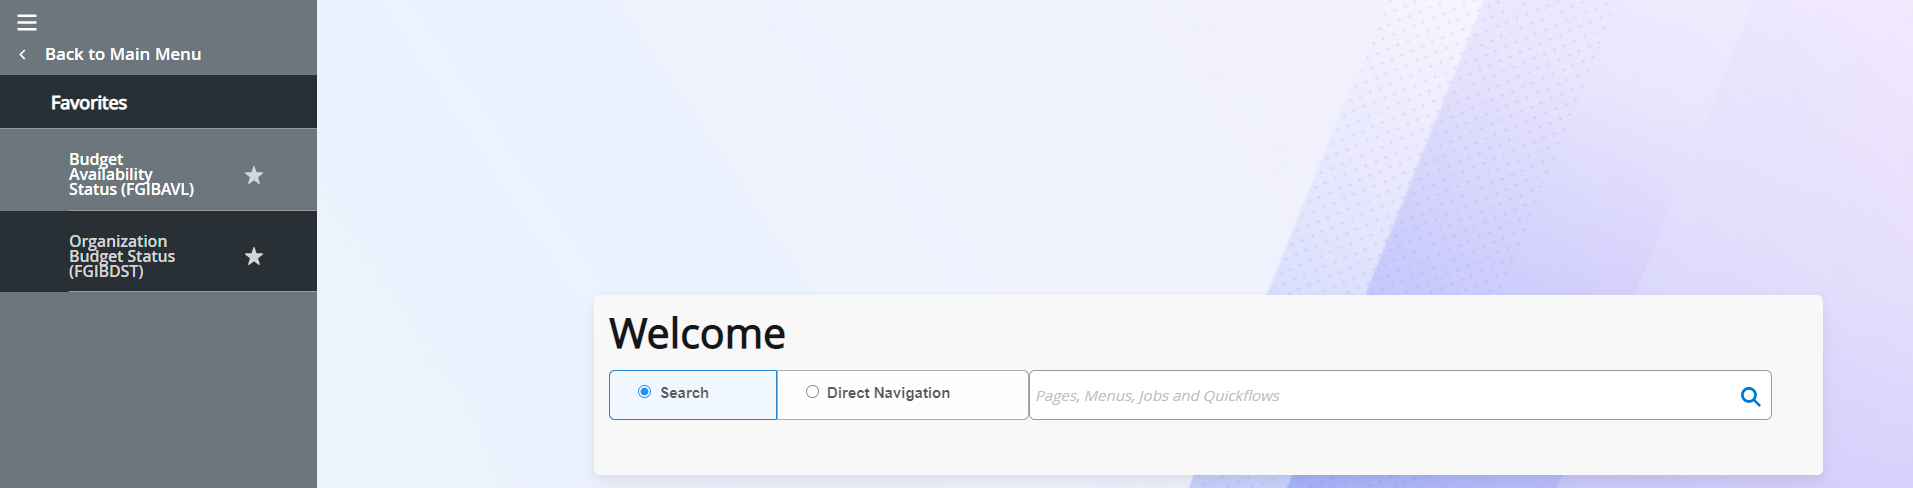 Back to Main Menu
Favorites
Budget
Availability
Status (FGIBAVL)
Organization
Budget Status
(FGIBDST)
Welcome
Search
Direct Navigation
Pages, Menus, Jobs and Quickflows